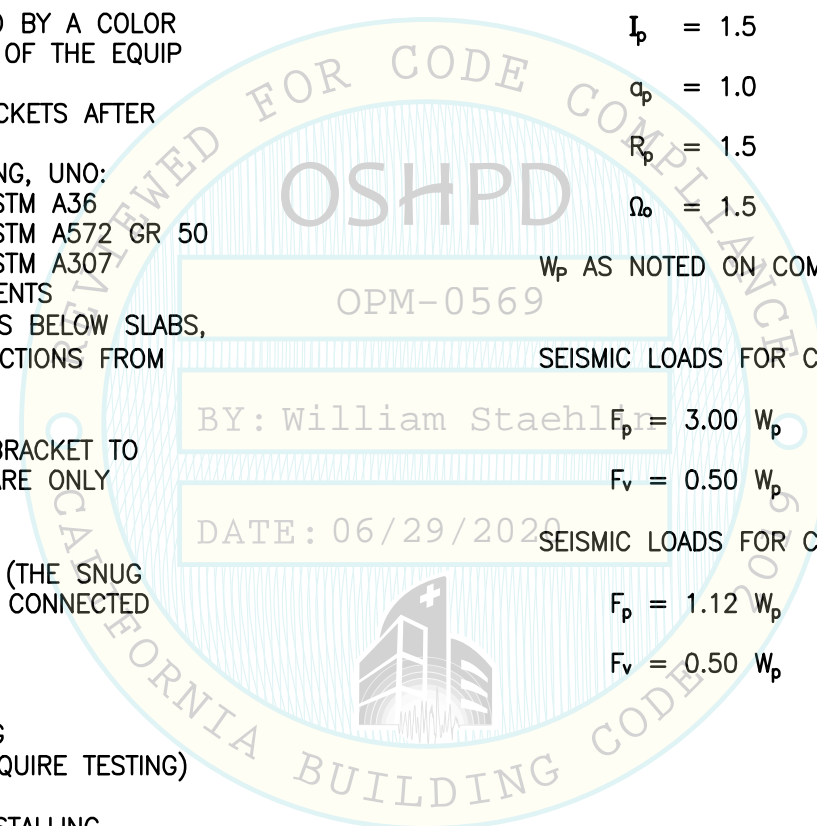 D BY A COLOR
OF THE EQUIP
CKETS AFTER
NG, UNO:
STM A36
STM A572 GR 50
STM A307
ENTS
S BELOW SLABS,
CTIONS FROM
BRACKET TO
ARE ONLY
(THE SNUG
CONNECTED
G
QUIRE TESTING)
STALLING
Ip = 1.5
ap = 1.0
Rp = 1.5
Ωo = 1.5
Wp AS NOTED ON COM
SEISMIC LOADS FOR C
Fp = 3.00 Wp
Fv = 0.50 Wp
SEISMIC LOADS FOR C
Fp = 1.12 Wp
Fv = 0.50 Wp
REVIEWED FOR CODE COMPLIANCE
OSHPD
OPM-0569
BY: William Staehlin
DATE: 06/29/2020
CALIFORNIA BUILDING CODE 2019